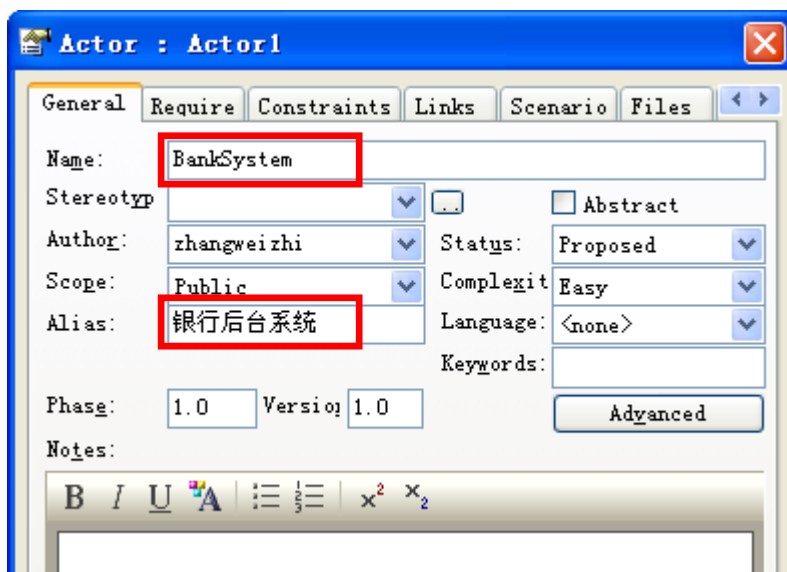 Actor : Actor1
General Require Constraints Links Scenario Files
Name: BankSystem
Stereotyp .. Abstract
Author: zhangweizhi Status: Proposed
Scope: Public Complexit Easy
Alias: 银行后台系统 Language: <none>
Keywords:
Phase: 1.0 Version 1.0 Advanced
Notes:
B I U A x² x₂